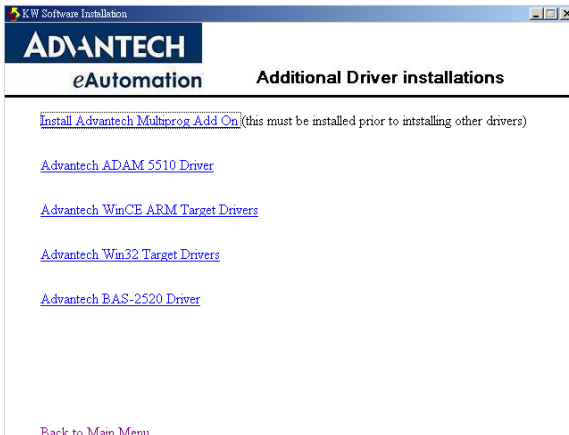 KW Software Installation
ADVANTECH
eAutomation
Additional Driver installations
Install Advantech Multiprog Add On (this must be installed prior to intstalling other drivers)
Advantech ADAM 5510 Driver
Advantech WinCE ARM Target Drivers
Advantech Win32 Target Drivers
Advantech BAS-2520 Driver
Back to Main Menu